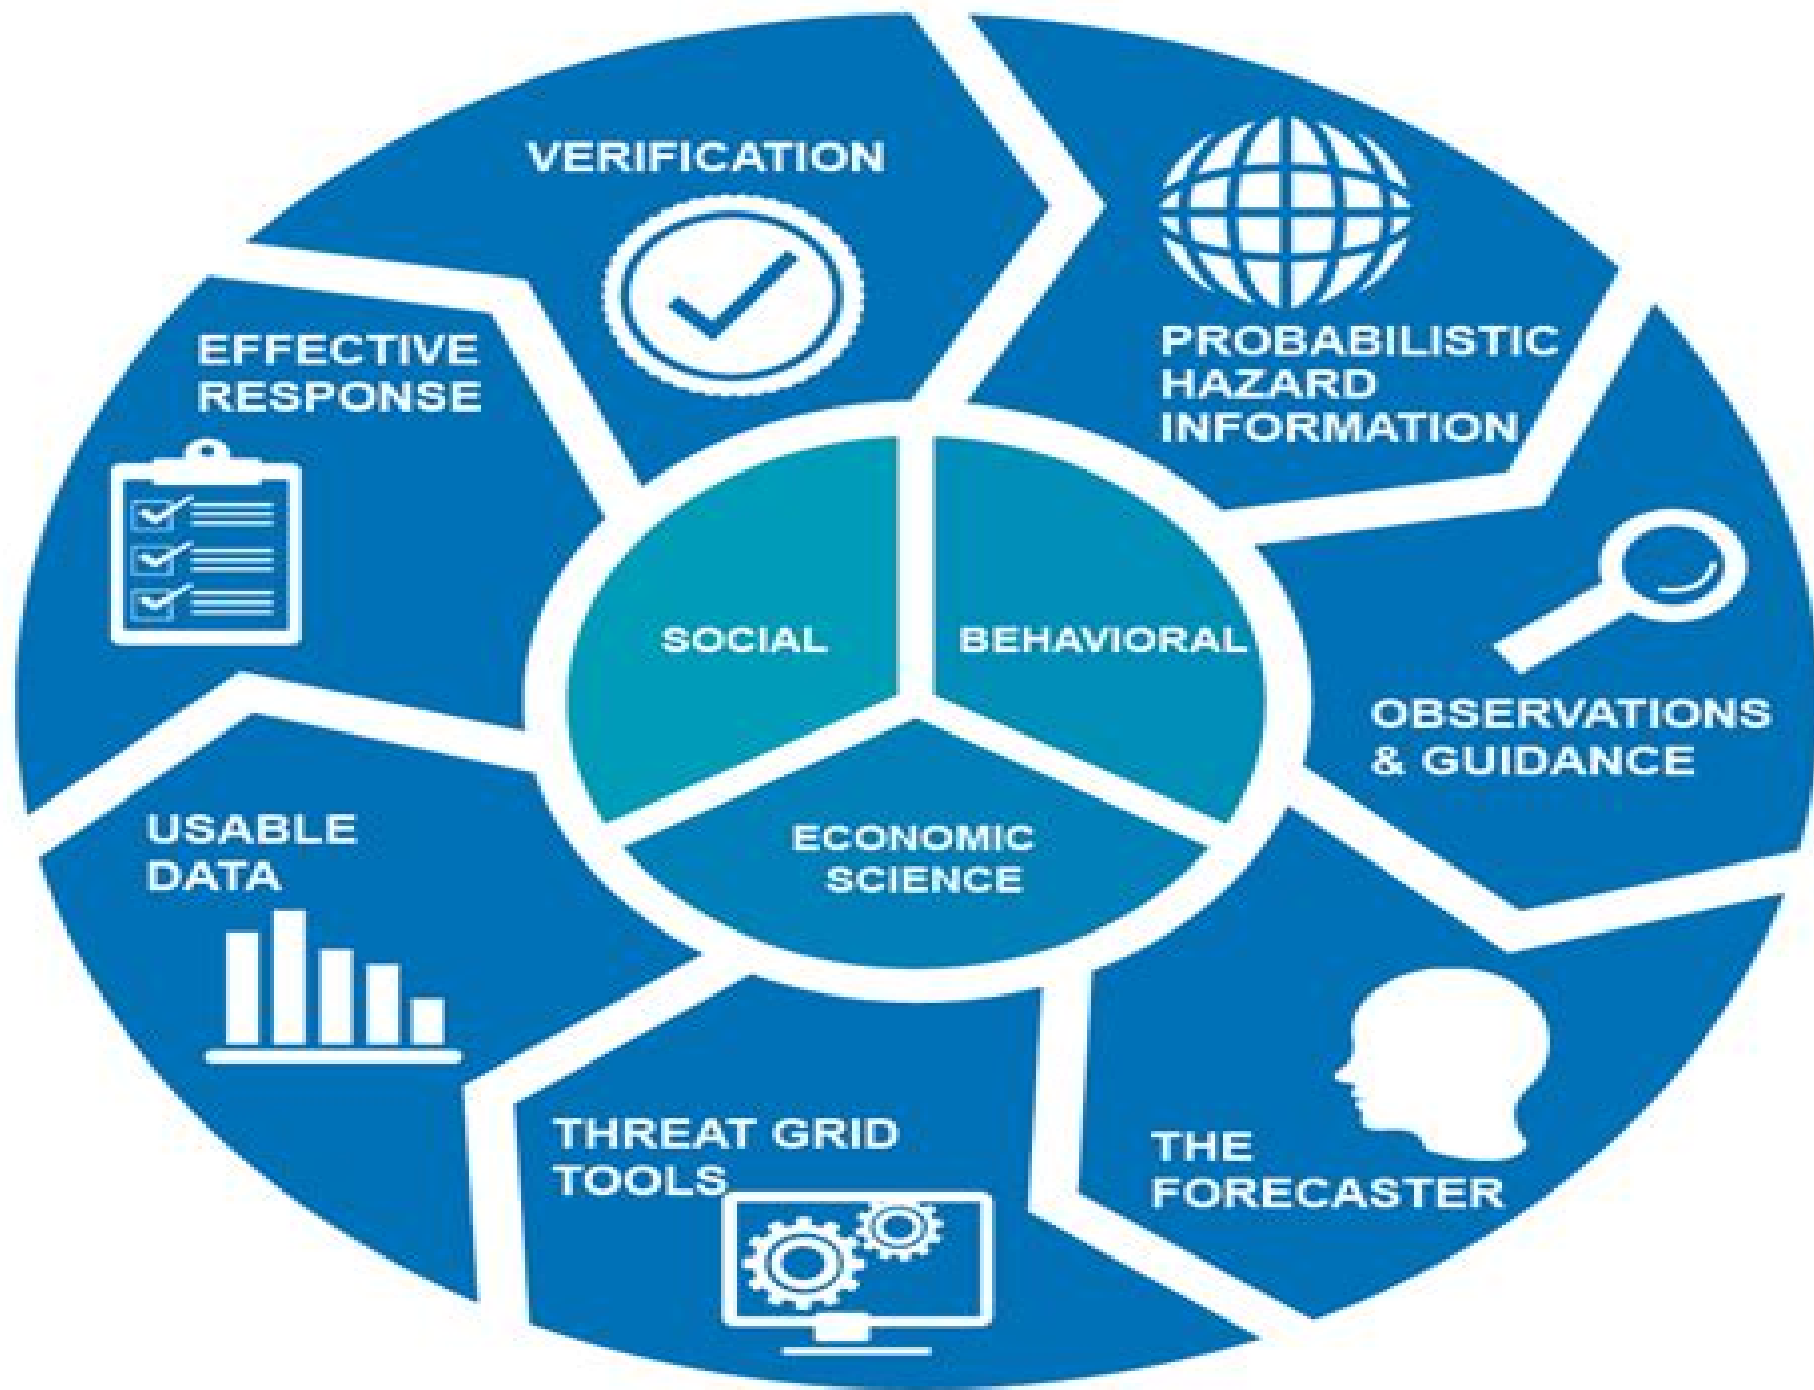 VERIFICATION
PROBABILISTIC
HAZARD
INFORMATION
EFFECTIVE
RESPONSE
SOCIAL
BEHAVIORAL
OBSERVATIONS
& GUIDANCE
ECONOMIC
SCIENCE
USABLE
DATA
THREAT GRID
TOOLS
THE
FORECASTER